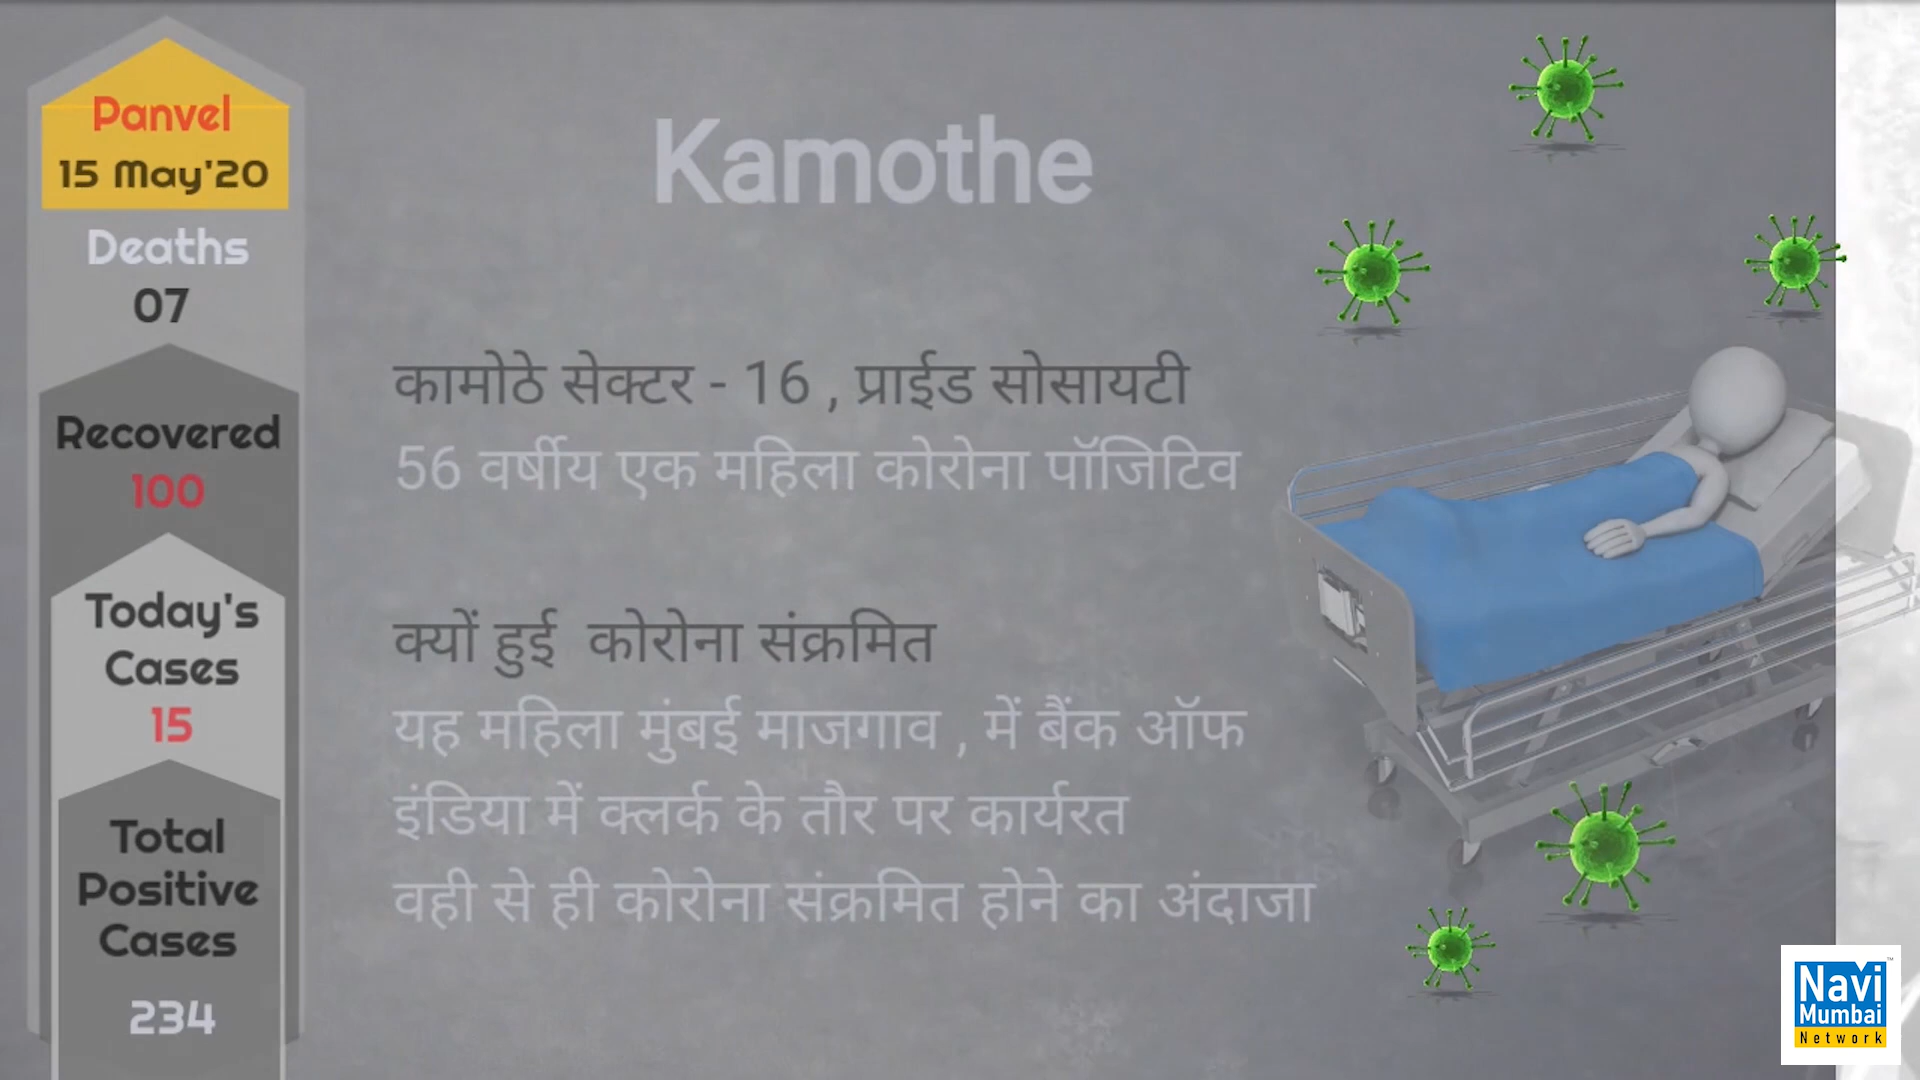 Panvel
15 May'20
Deaths
07
Recovered
100
Today's
Cases
15
Total
Positive
Cases
234
Kamothe
कामोठे सेक्टर - 16 , प्राईड सोसायटी
56 वर्षीय एक महिला कोरोना पॉजिटिव
क्यों हुई कोरोना संक्रमित
यह महिला मुंबई माजगाव , में बैंक ऑफ
इंडिया में क्लर्क के तौर पर कार्यरत
वही से ही कोरोना संक्रमित होने का अंदाजा
Navi
Mumbai
Network